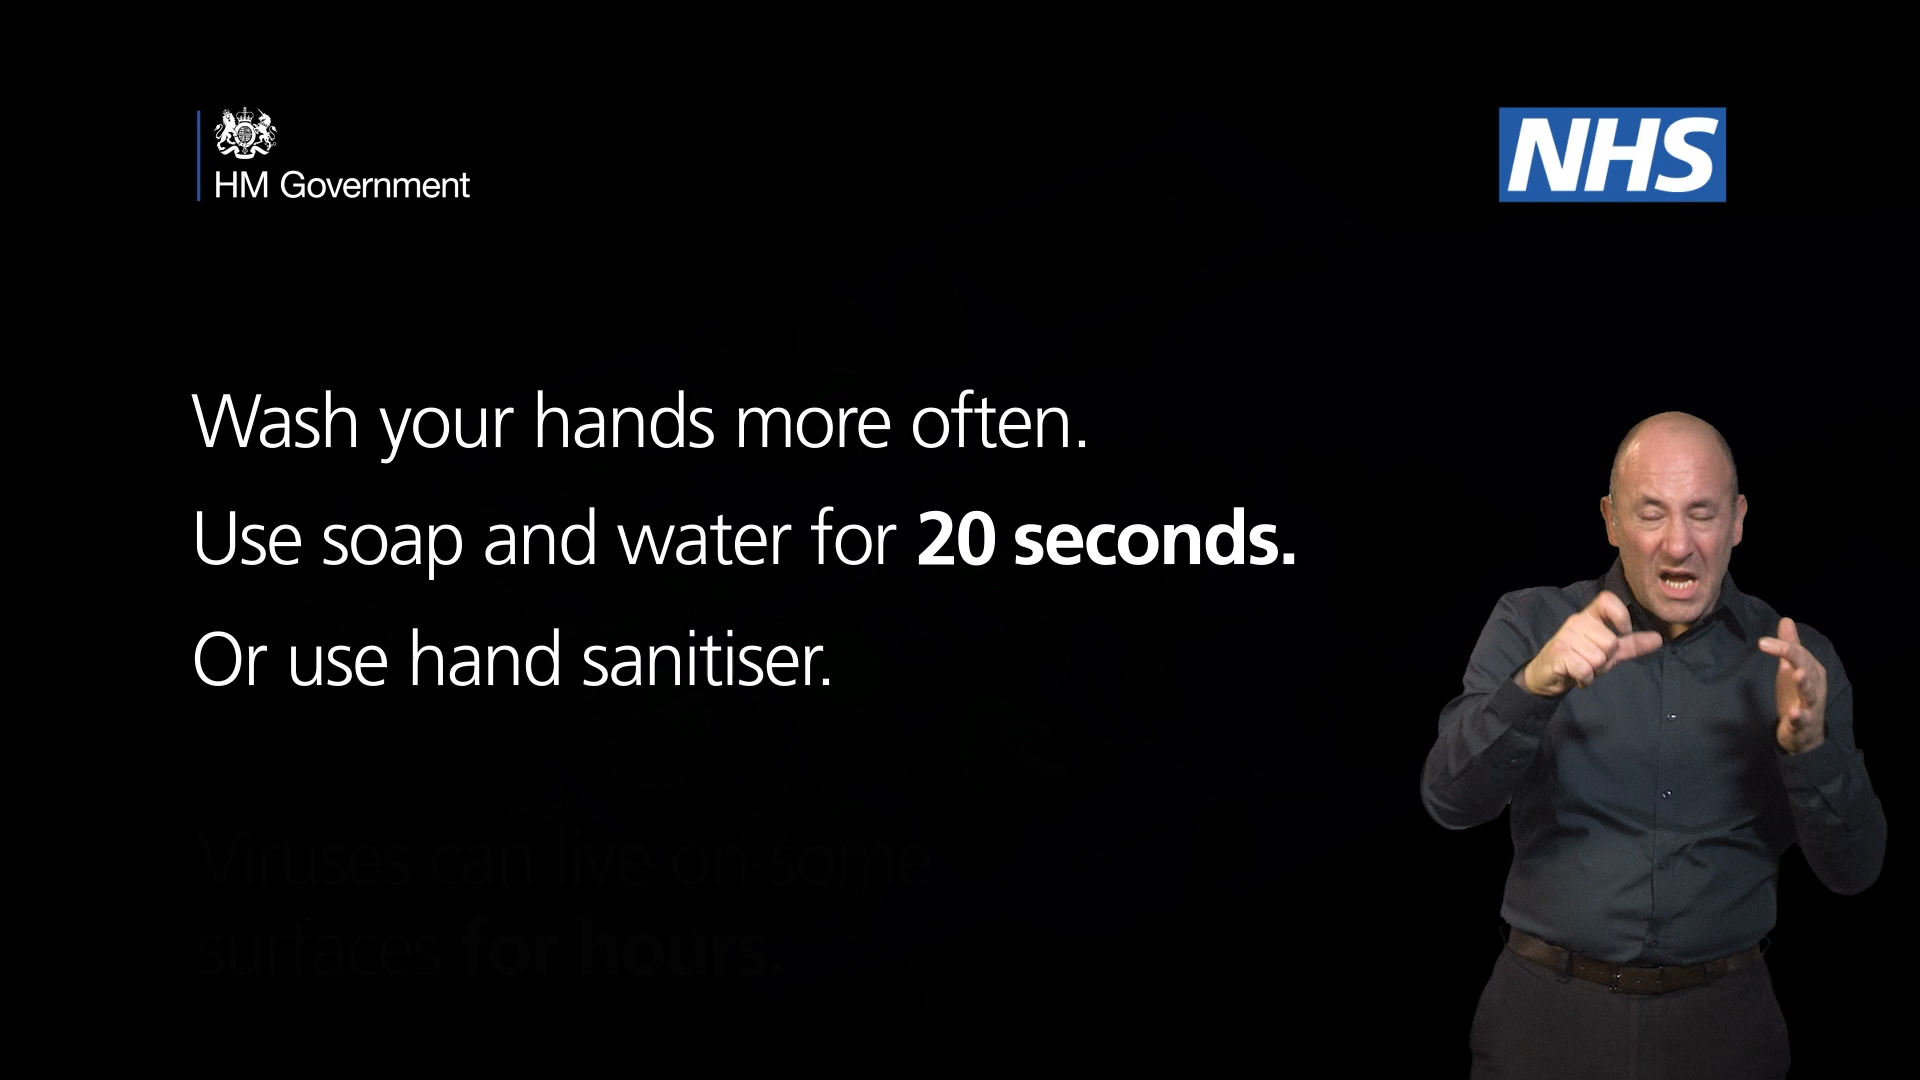 HM Government
NHS
Wash your hands more often.
Use soap and water for 20 seconds.
Or use hand sanitiser.
Viruses can live on some
surfaces for hours.